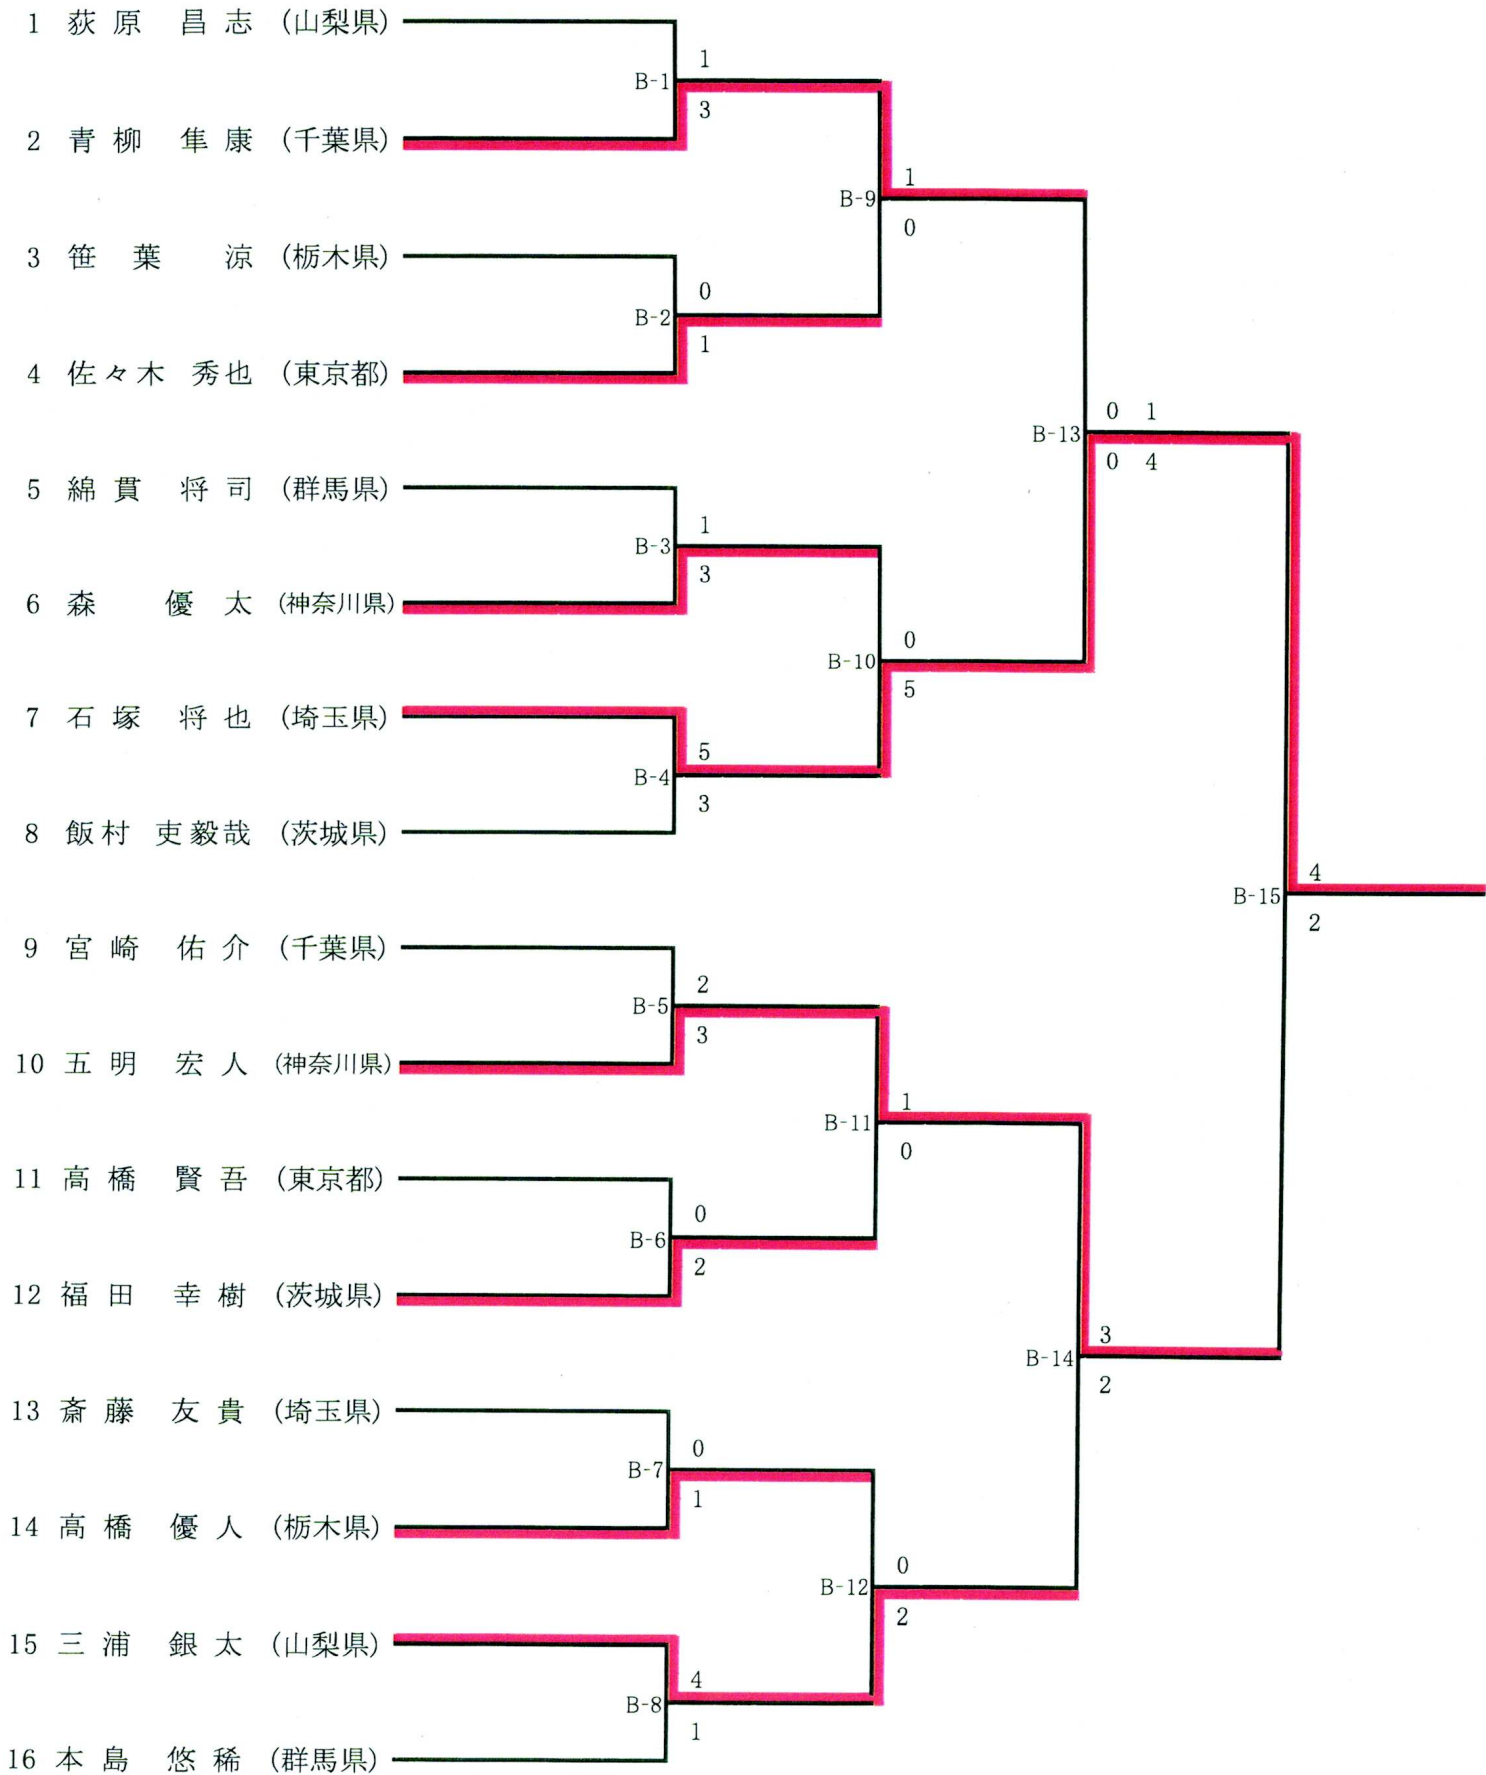 1 荻原 昌志 (山梨県)
1
B-1
3
2 青柳 隼康 (千葉県)
1
B-9
0
3 笹葉 涼 (栃木県)
0
B-2
1
4 佐々木 秀也 (東京都)
0 1
B-13
0 4
5 綿貫 将司 (群馬県)
1
B-3
3
6 森 優太 (神奈川県)
0
B-10
5
7 石塚 将也 (埼玉県)
5
B-4
3
8 飯村 吏毅哉 (茨城県)
4
B-15
2
9 宮崎 佑介 (千葉県)
2
B-5
3
10 五明 宏人 (神奈川県)
1
B-11
0
11 高橋 賢吾 (東京都)
0
B-6
2
12 福田 幸樹 (茨城県)
3
B-14
2
13 斎藤 友貴 (埼玉県)
0
B-7
1
14 高橋 優人 (栃木県)
0
B-12
2
15 三浦 銀太 (山梨県)
4
B-8
1
16 本島 悠稀 (群馬県)